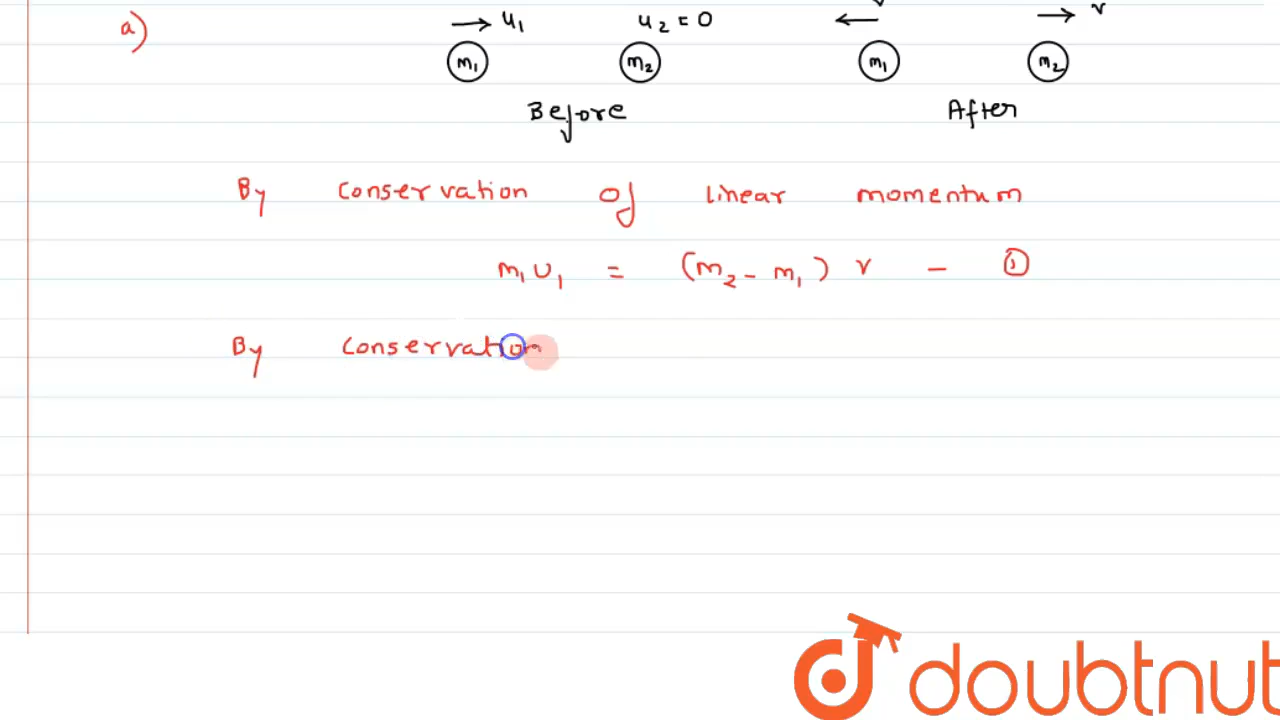 a) → u₁ u₂ = 0 ← → v
m₁ m₂ m₁ m₂
Before After
By conservation of linear momentum
m₁u₁ = (m₂ - m₁) v - ①
By conservation
doubtnut